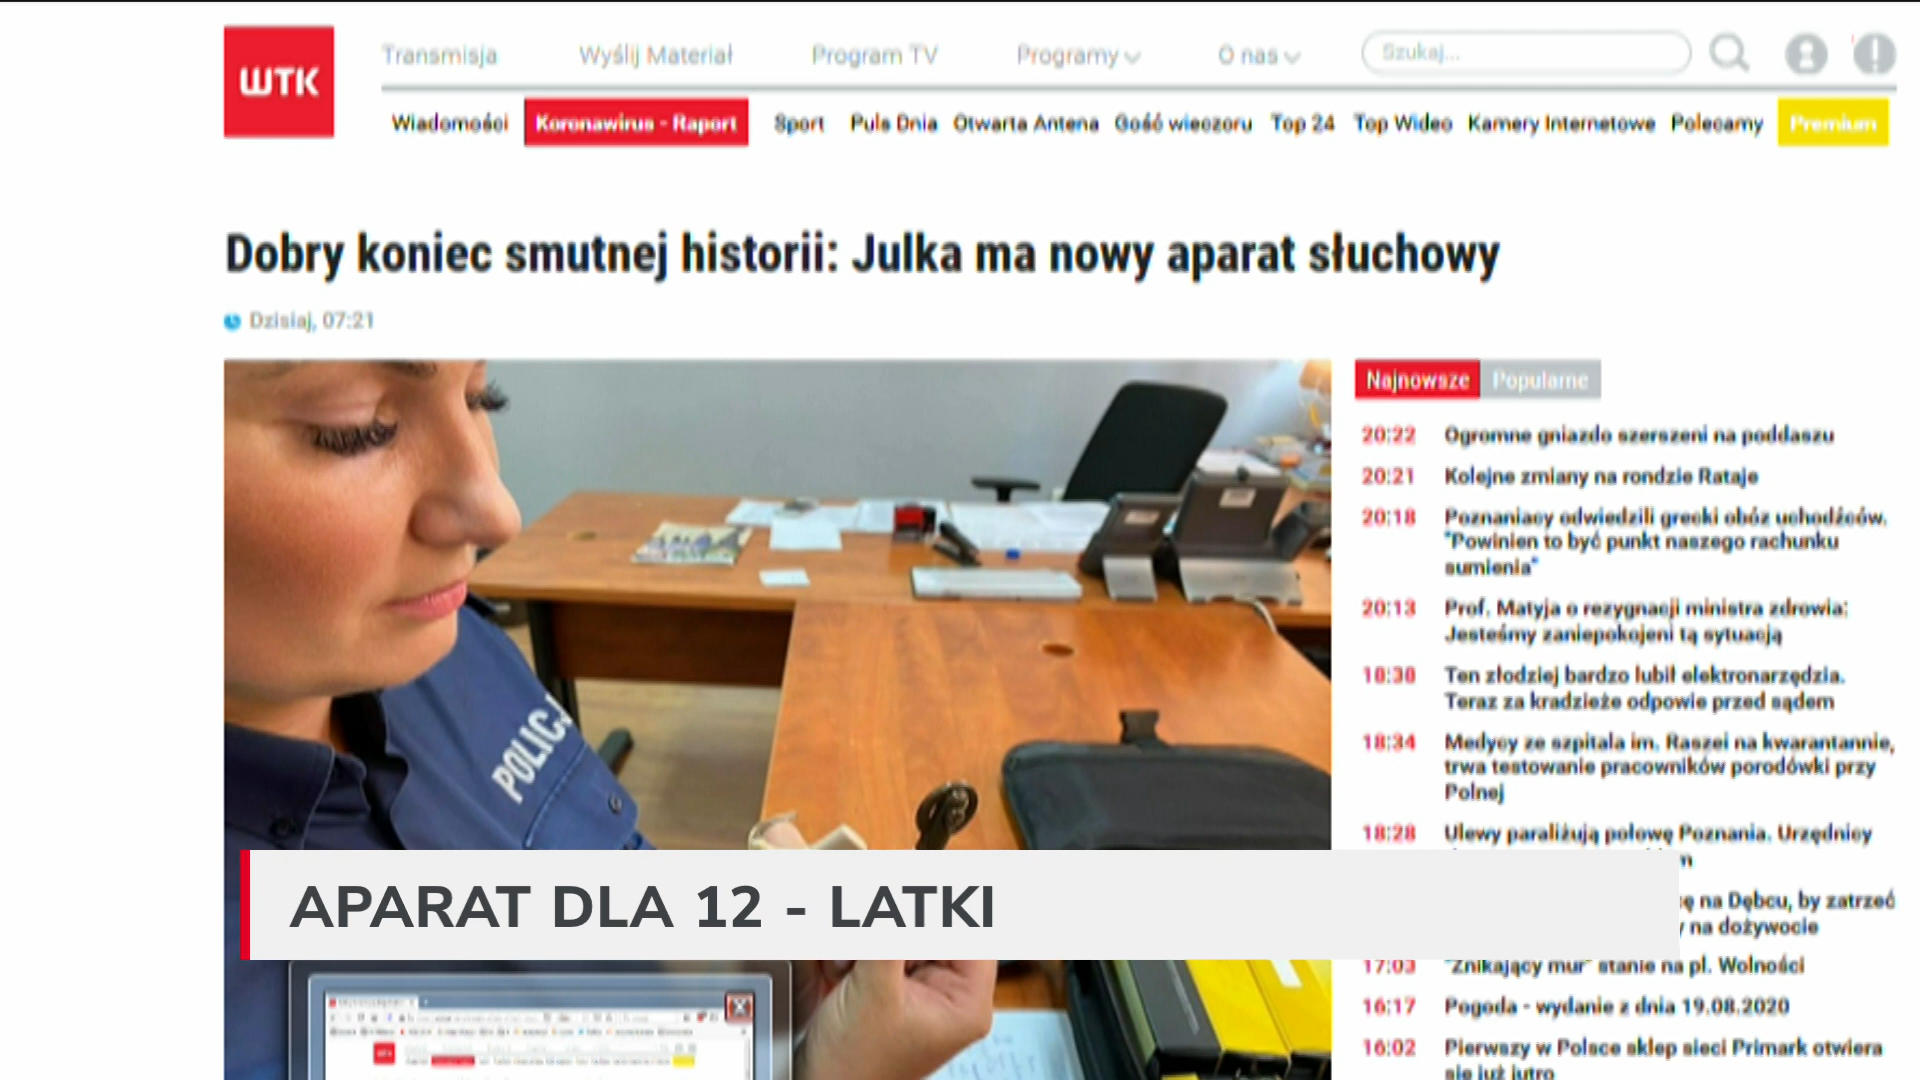 WTK
Transmisja Wyślij Materiał Program TV Programy O nas Szukaj...
Wiadomości Koronawirus - Raport Sport Puls Dnia Otwarta Antena Gość wieczoru Top 24 Top Wideo Kamery Internetowe Polecamy Premium
Dobry koniec smutnej historii: Julka ma nowy aparat słuchowy
Dzisiaj, 07:21
POLICJ
Najnowsze Popularne
20:22 Ogromne gniazdo szerszeni na poddaszu
20:21 Kolejne zmiany na rondzie Rataje
20:18 Poznaniacy odwiedzili grecki obóz uchodźców.
"Powinien to być punkt naszego rachunku
sumienia"
20:13 Prof. Matyja o rezygnacji ministra zdrowia:
Jesteśmy zaniepokojeni tą sytuacją
18:38 Ten złodziej bardzo lubił elektronarzędzia.
Teraz za kradzieże odpowie przed sądem
18:34 Medycy ze szpitala im. Raszei na kwarantannie,
trwa testowanie pracowników porodówki przy
Polnej
18:28 Ulewy paraliżują połowę Poznania. Urzędnicy
na Dębcu, by zatrzeć
na dożywocie
17:03 "Znikający mur" stanie na pl. Wolności
16:17 Pogoda - wydanie z dnia 19.08.2020
16:02 Pierwszy w Polsce sklep sieci Primark otwiera
się już jutro
APARAT DLA 12 - LATKI